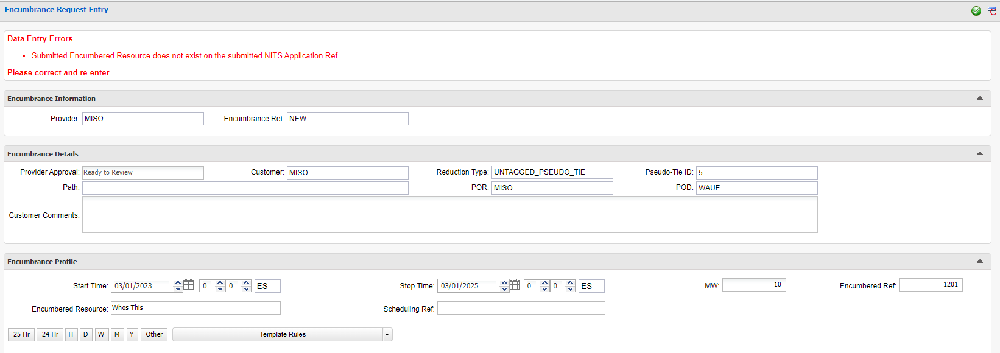 Encumbrance Request Entry
Data Entry Errors
• Submitted Encumbered Resource does not exist on the submitted NITS Application Ref.
Please correct and re-enter
Encumbrance Information
Provider: MISO Encumbrance Ref: NEW
Encumbrance Details
Provider Approval: Ready to Review Customer: MISO Reduction Type: UNTAGGED_PSEUDO_TIE Pseudo-Tie ID: 5
Path: POR: MISO POD: WAUE
Customer Comments:
Encumbrance Profile
Start Time: 03/01/2023 0 0 ES Stop Time: 03/01/2025 0 0 ES MW: 10 Encumbered Ref: 1201
Encumbered Resource: Whos This Scheduling Ref:
25 Hr 24 Hr H D W M Y Other Template Rules